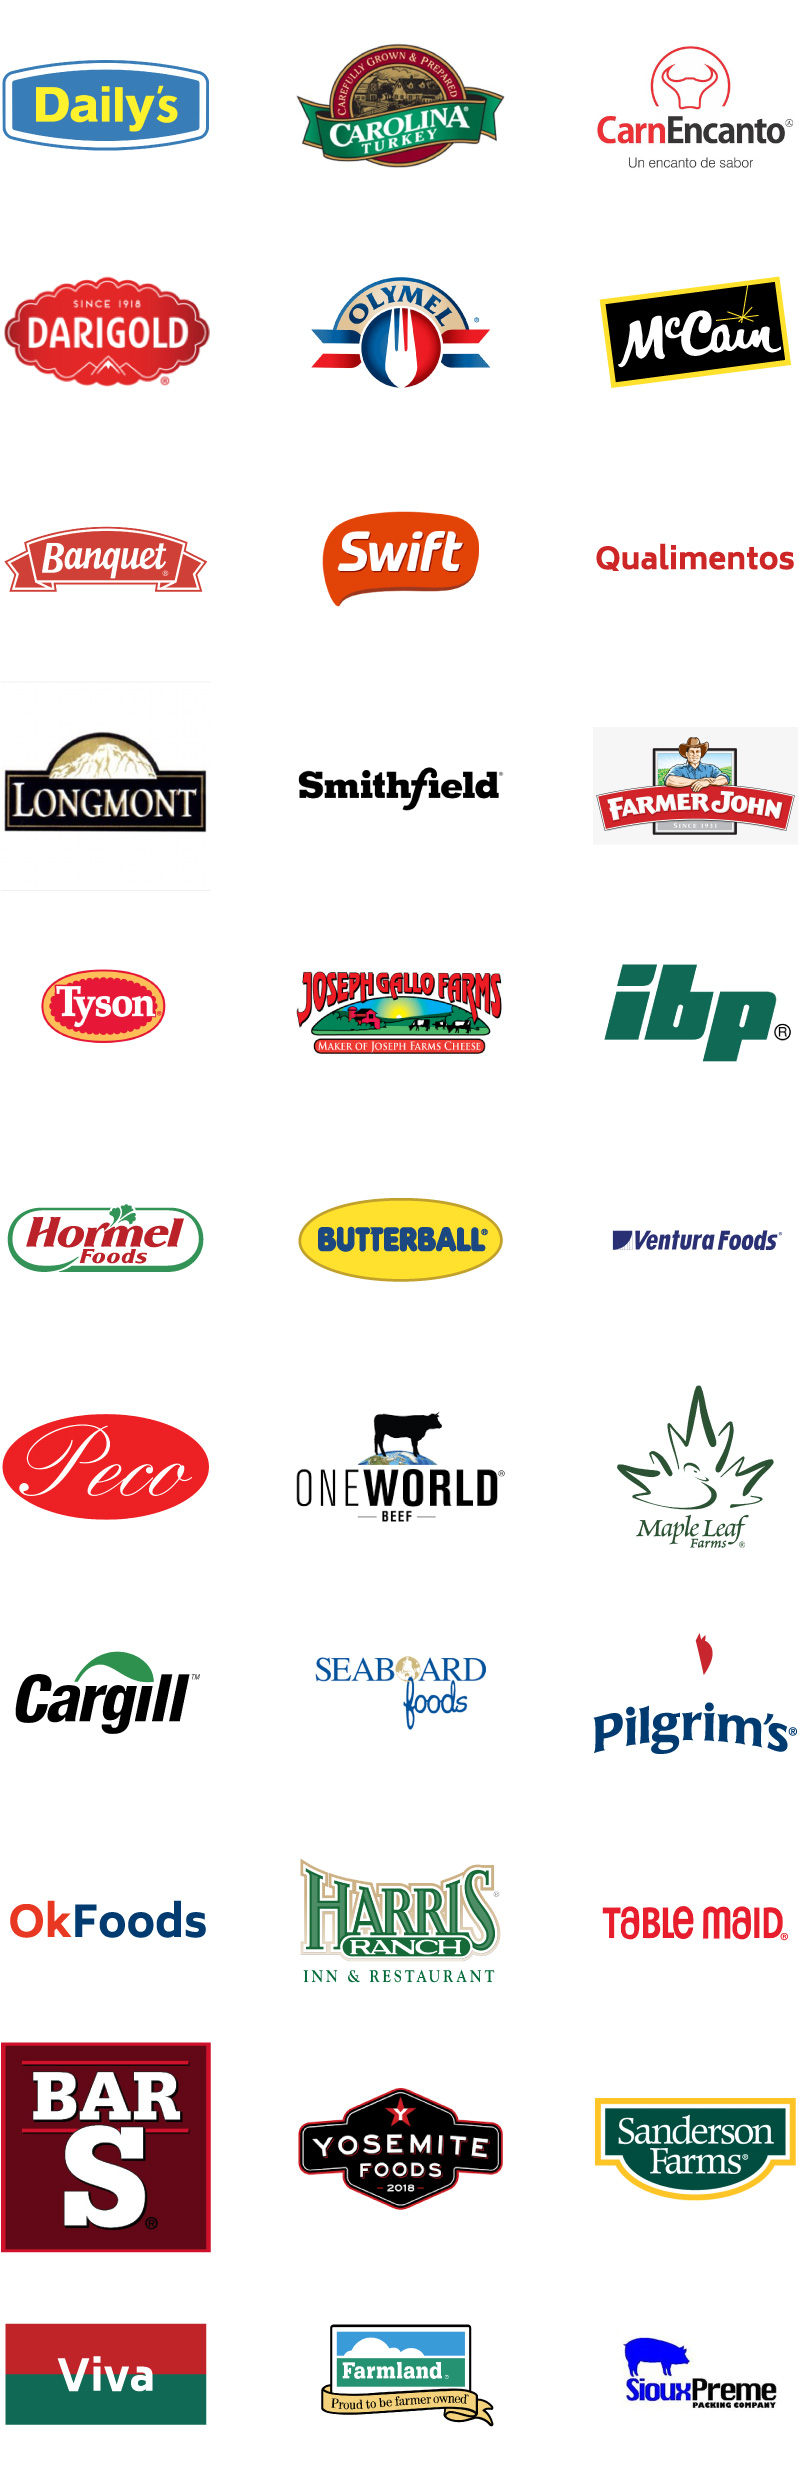 Daily's
CAREFULLY GROWN & PREPARED
CAROLINA®
TURKEY
CarnEncanto®
Un encanto de sabor
SINCE 1918
DARIGOLD
®
OLYMEL
®
McCain
Banquet®
Swift
Qualimentos
LONGMONT
Smithfield®
FARMER JOHN
SINCE 1931
Tyson®
JOSEPH GALLO FARMS
MAKER OF JOSEPH FARMS CHEESE
ibp®
Hormel
Foods
BUTTERBALL®
Ventura Foods®
Peco
ONEWORLD®
BEEF
Maple Leaf
Farms®
Cargill™
SEABOARD
foods
Pilgrim's®
OkFoods
HARRIS®
RANCH
INN & RESTAURANT
TABLE MAID®
BAR
S®
Y
YOSEMITE
FOODS
2018
Sanderson
Farms®
Viva
Farmland®
Proud to be farmer owned®
SiouxPreme
PACKING COMPANY